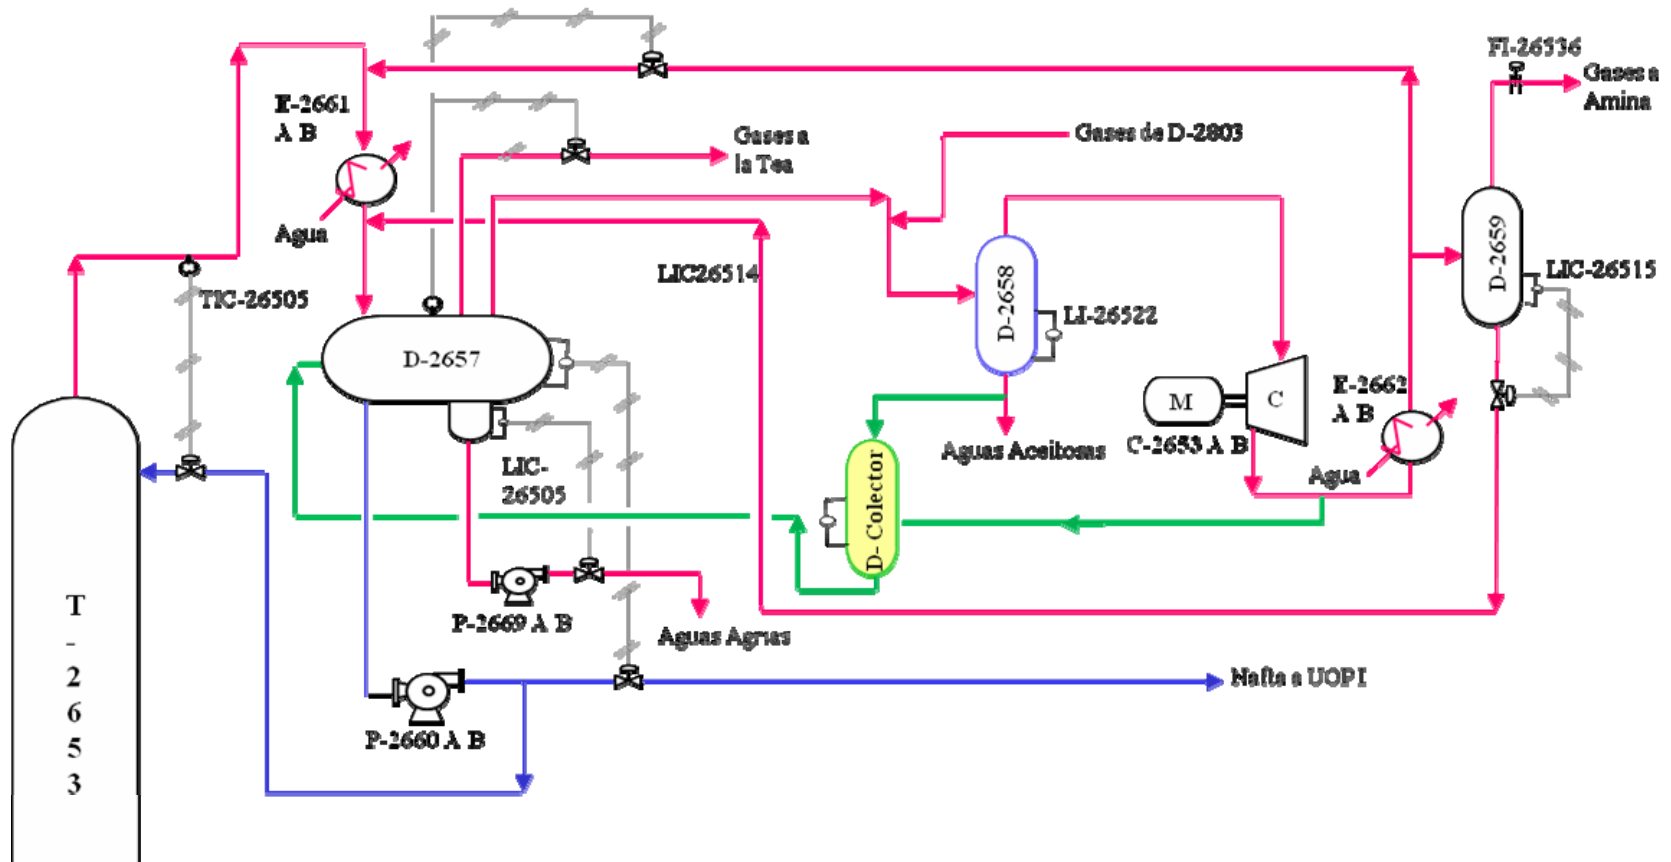 FI-26536
Gases a
Amina
E-2661
A B
Gases a
la Tea
Gases de D-2803
Agua
TIC-26505
LIC26514
D-2658
LI-26522
D-2659
LIC-26515
D-2657
M
C
E-2662
A B
C-2653 A B
Agua
Aguas Aceitosas
LIC-
26505
D- Colector
P-2669 A B
Aguas Agrias
T
-
2
6
5
3
Nafta a UOP I
P-2660 A B